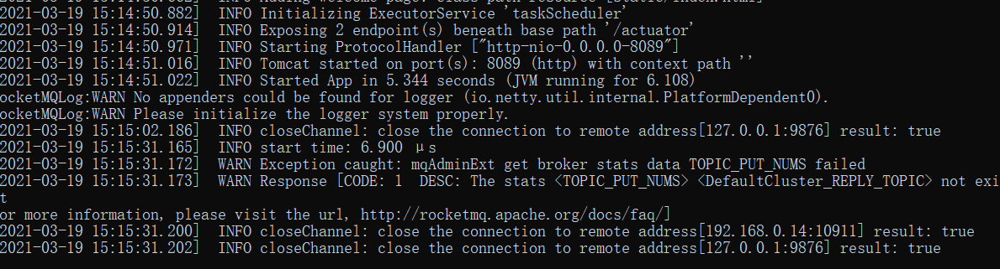 2021-03-19 15:14:50.882]  INFO Initializing ExecutorService 'taskScheduler'
2021-03-19 15:14:50.914]  INFO Exposing 2 endpoint(s) beneath base path '/actuator'
2021-03-19 15:14:50.971]  INFO Starting ProtocolHandler ["http-nio-0.0.0.0-8089"]
2021-03-19 15:14:51.016]  INFO Tomcat started on port(s): 8089 (http) with context path ''
2021-03-19 15:14:51.022]  INFO Started App in 5.344 seconds (JVM running for 6.108)
ocketMQLog:WARN No appenders could be found for logger (io.netty.util.internal.PlatformDependent0).
ocketMQLog:WARN Please initialize the logger system properly.
2021-03-19 15:15:02.186]  INFO closeChannel: close the connection to remote address[127.0.0.1:9876] result: true
2021-03-19 15:15:31.165]  INFO start time: 6.900 μs
2021-03-19 15:15:31.172]  WARN Exception caught: mqAdminExt get broker stats data TOPIC_PUT_NUMS failed
2021-03-19 15:15:31.173]  WARN Response [CODE: 1  DESC: The stats <TOPIC_PUT_NUMS> <DefaultCluster_REPLY_TOPIC> not exi
t
or more information, please visit the url, http://rocketmq.apache.org/docs/faq/]
2021-03-19 15:15:31.200]  INFO closeChannel: close the connection to remote address[192.168.0.14:10911] result: true
2021-03-19 15:15:31.202]  INFO closeChannel: close the connection to remote address[127.0.0.1:9876] result: true